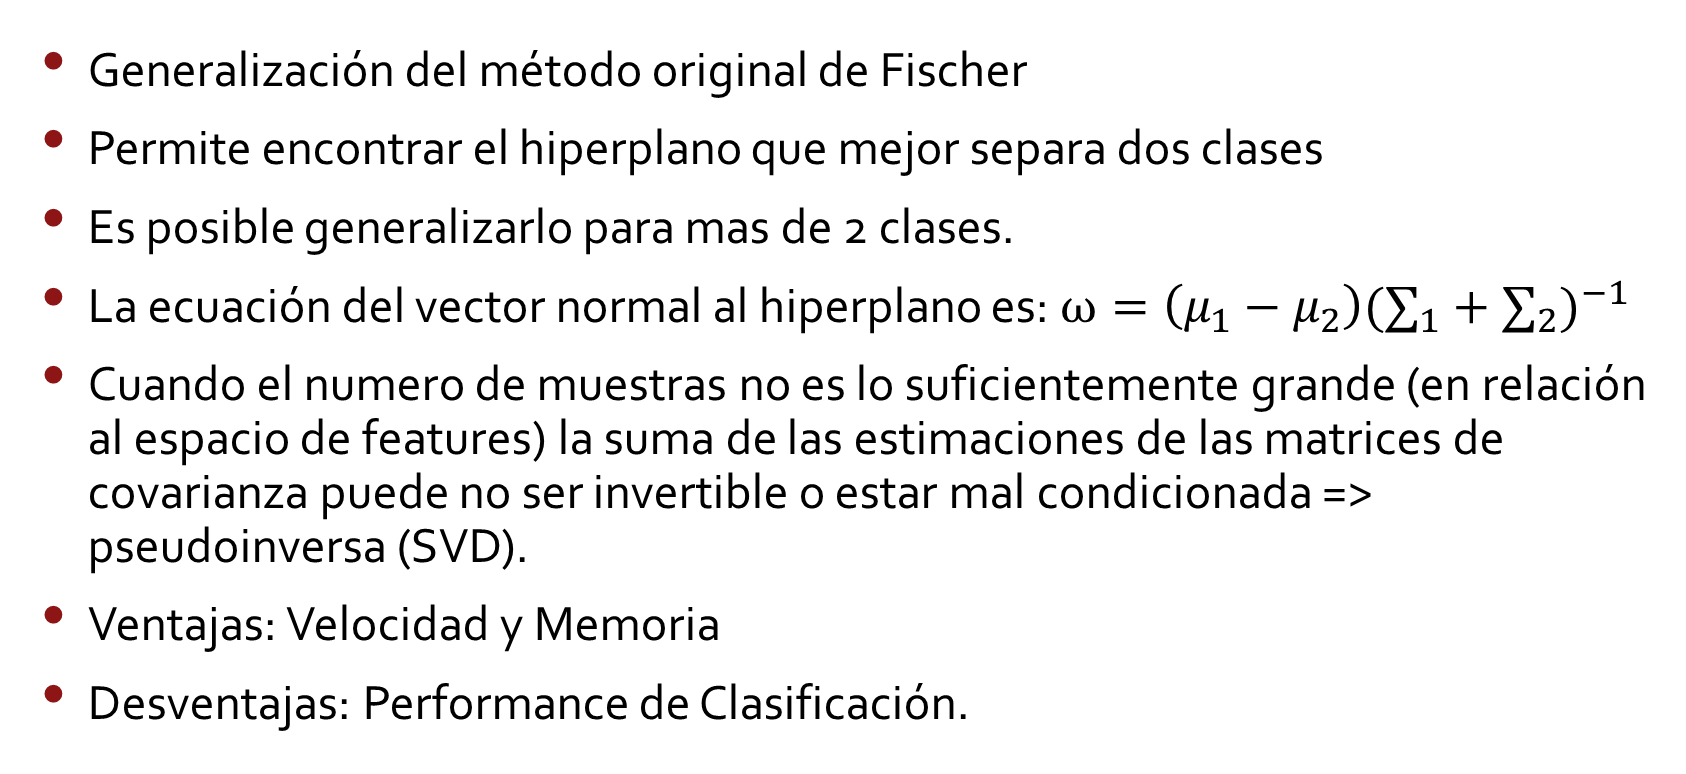 • Generalización del método original de Fischer
• Permite encontrar el hiperplano que mejor separa dos clases
• Es posible generalizarlo para mas de 2 clases.
• La ecuación del vector normal al hiperplano es: ω = (μ₁ − μ₂)(∑₁ + ∑₂)⁻¹
• Cuando el numero de muestras no es lo suficientemente grande (en relación
al espacio de features) la suma de las estimaciones de las matrices de
covarianza puede no ser invertible o estar mal condicionada =>
pseudoinversa (SVD).
• Ventajas: Velocidad y Memoria
• Desventajas: Performance de Clasificación.